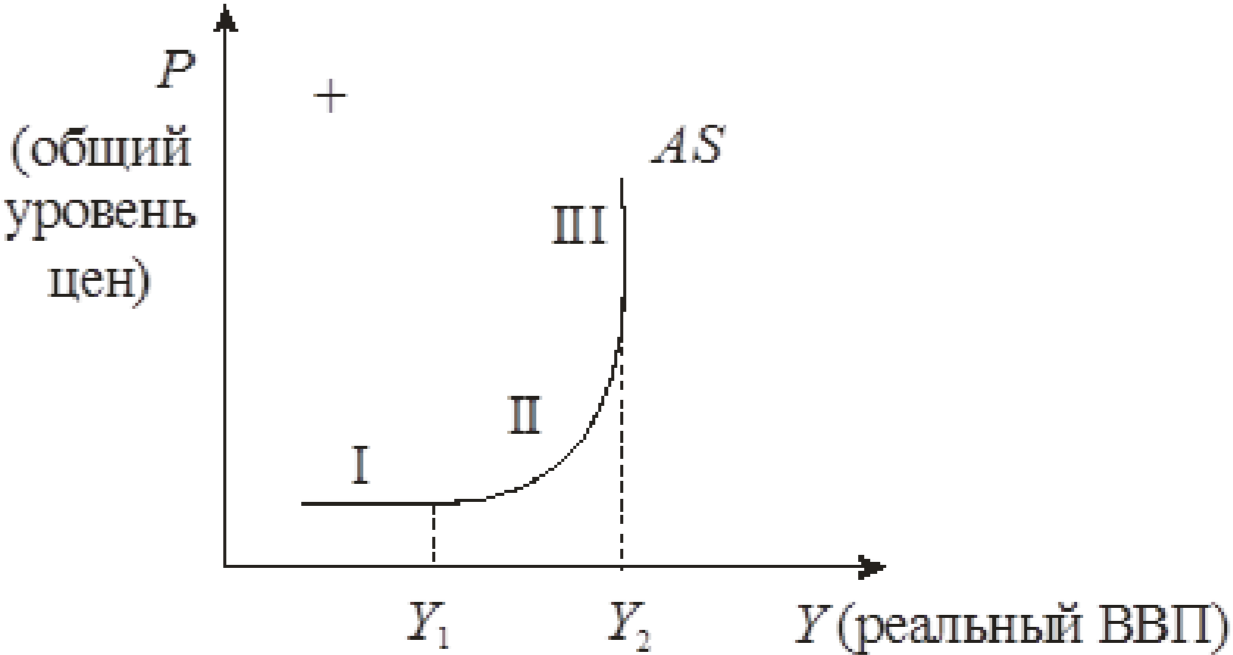 P
+
(общий
уровень
цен)
AS
III
II
I
Y₁
Y₂
Y (реальный ВВП)